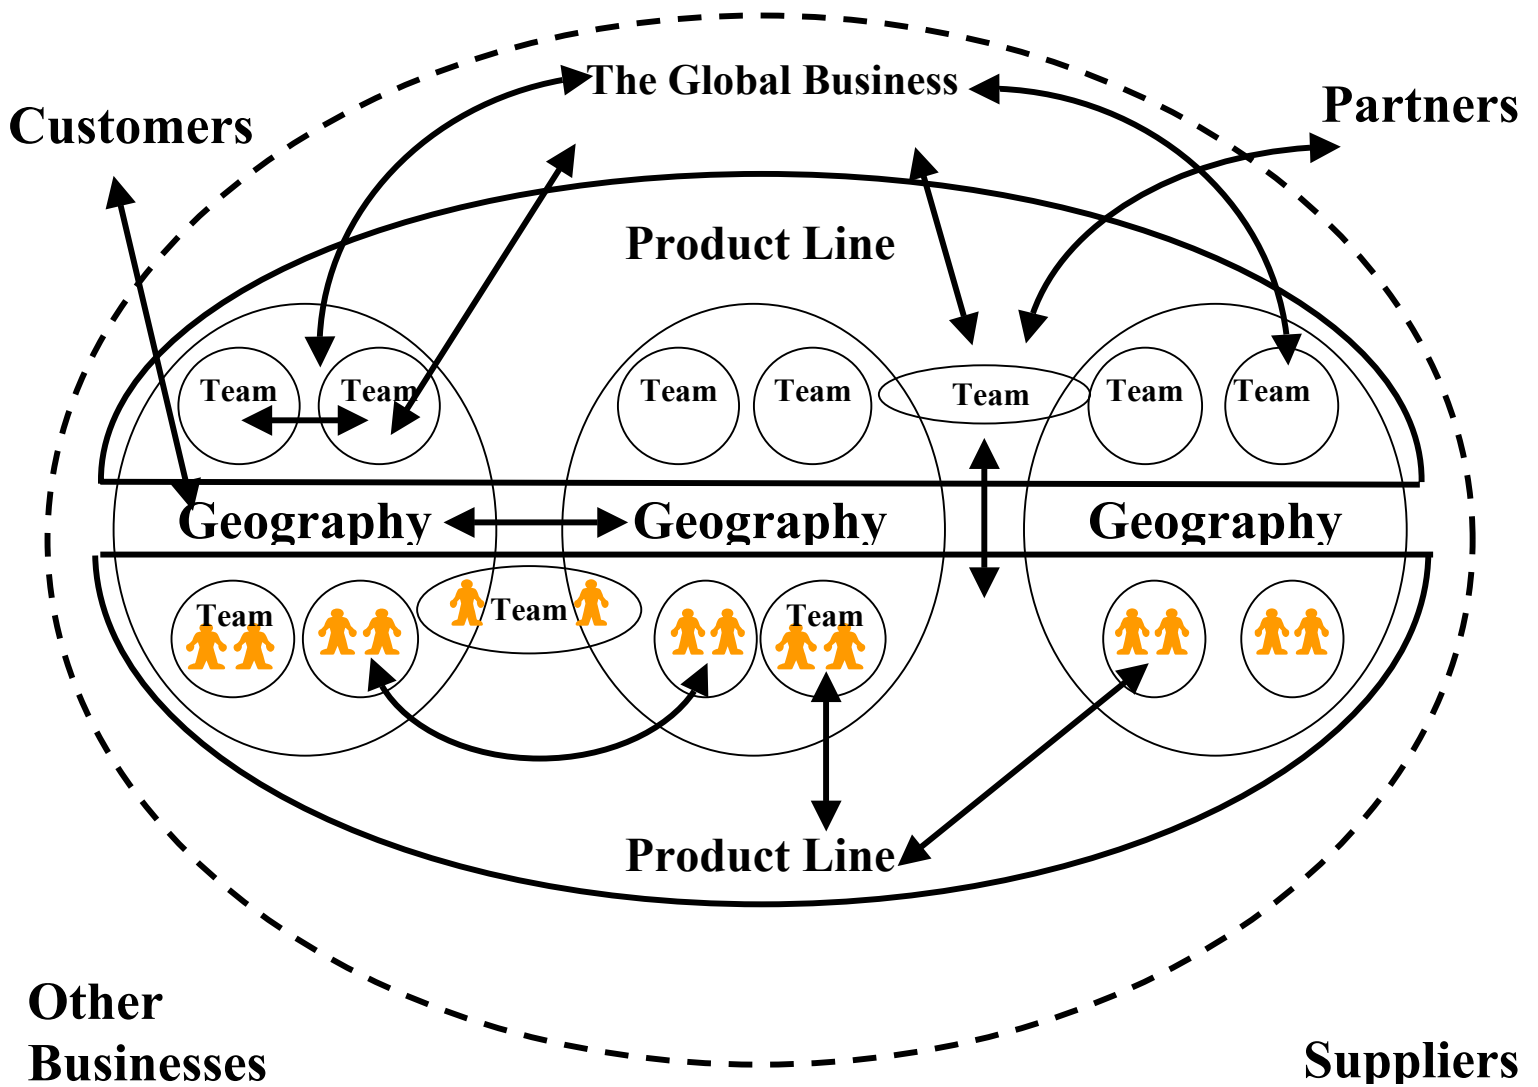 The Global Business
Customers
Partners
Product Line
Team
Team
Team
Team
Team
Team
Team
Geography
Geography
Geography
Team
Team
Team
Product Line
Other
Businesses
Suppliers